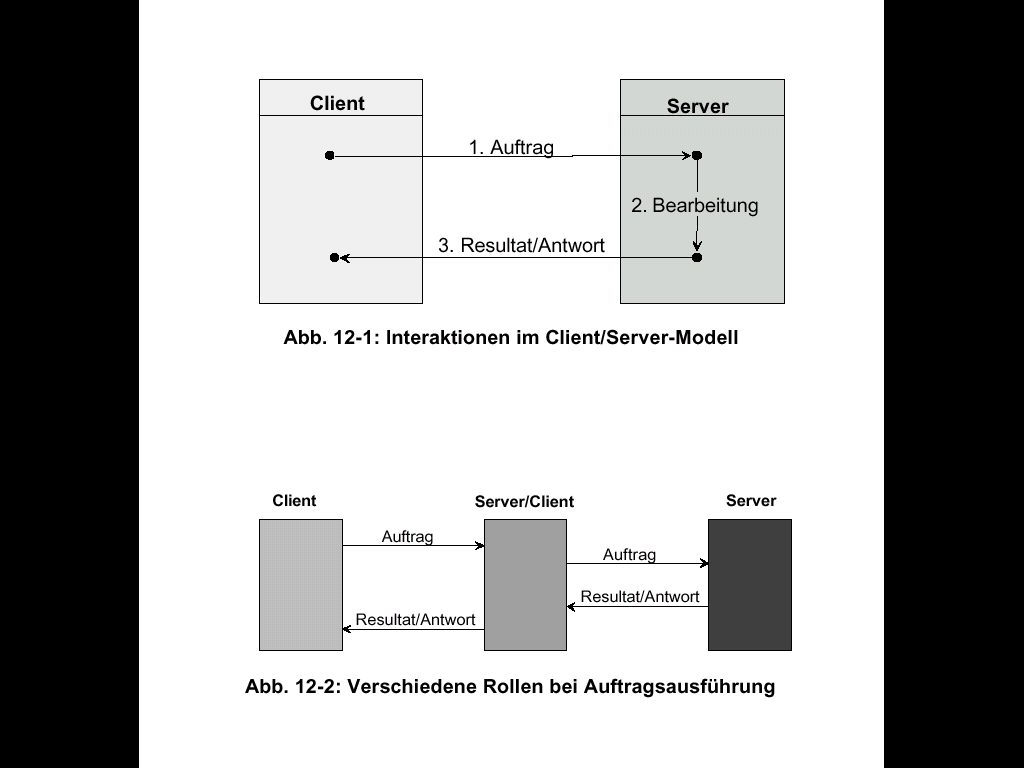 Client
Server
1. Auftrag
2. Bearbeitung
3. Resultat/Antwort
Abb. 12-1: Interaktionen im Client/Server-Modell
Client
Server/Client
Server
Auftrag
Auftrag
Resultat/Antwort
Resultat/Antwort
Abb. 12-2: Verschiedene Rollen bei Auftragsausführung